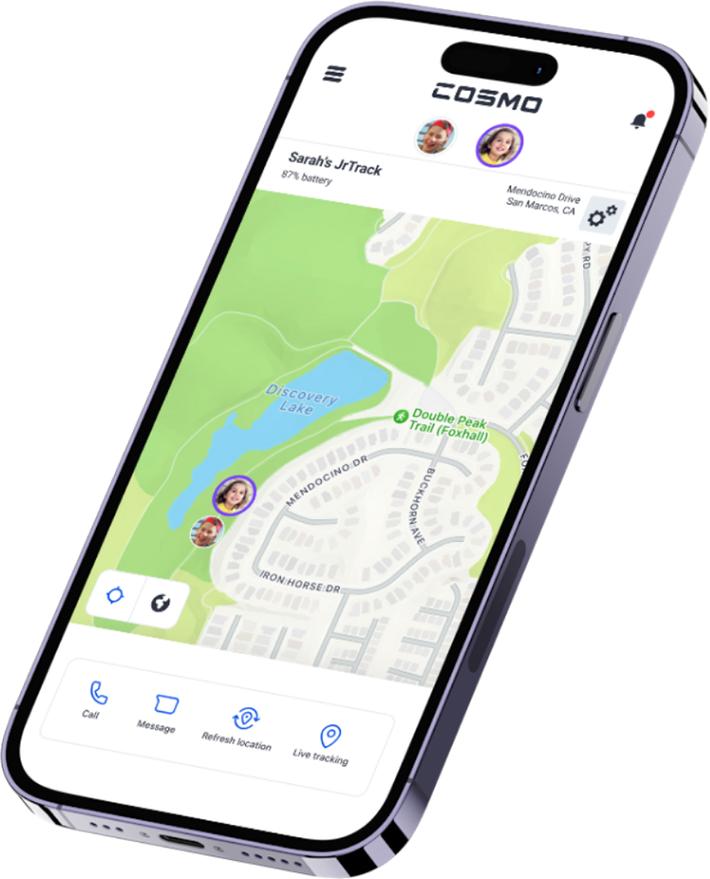 COSMO
Sarah's JrTrack
87% battery
Mendocino Drive
San Marcos, CA
Discovery
Lake
Double Peak
Trail (Foxhall)
MENDOCINO DR
BUCKHORN AVE
IRON HORSE DR
Call
Message
Refresh location
Live tracking